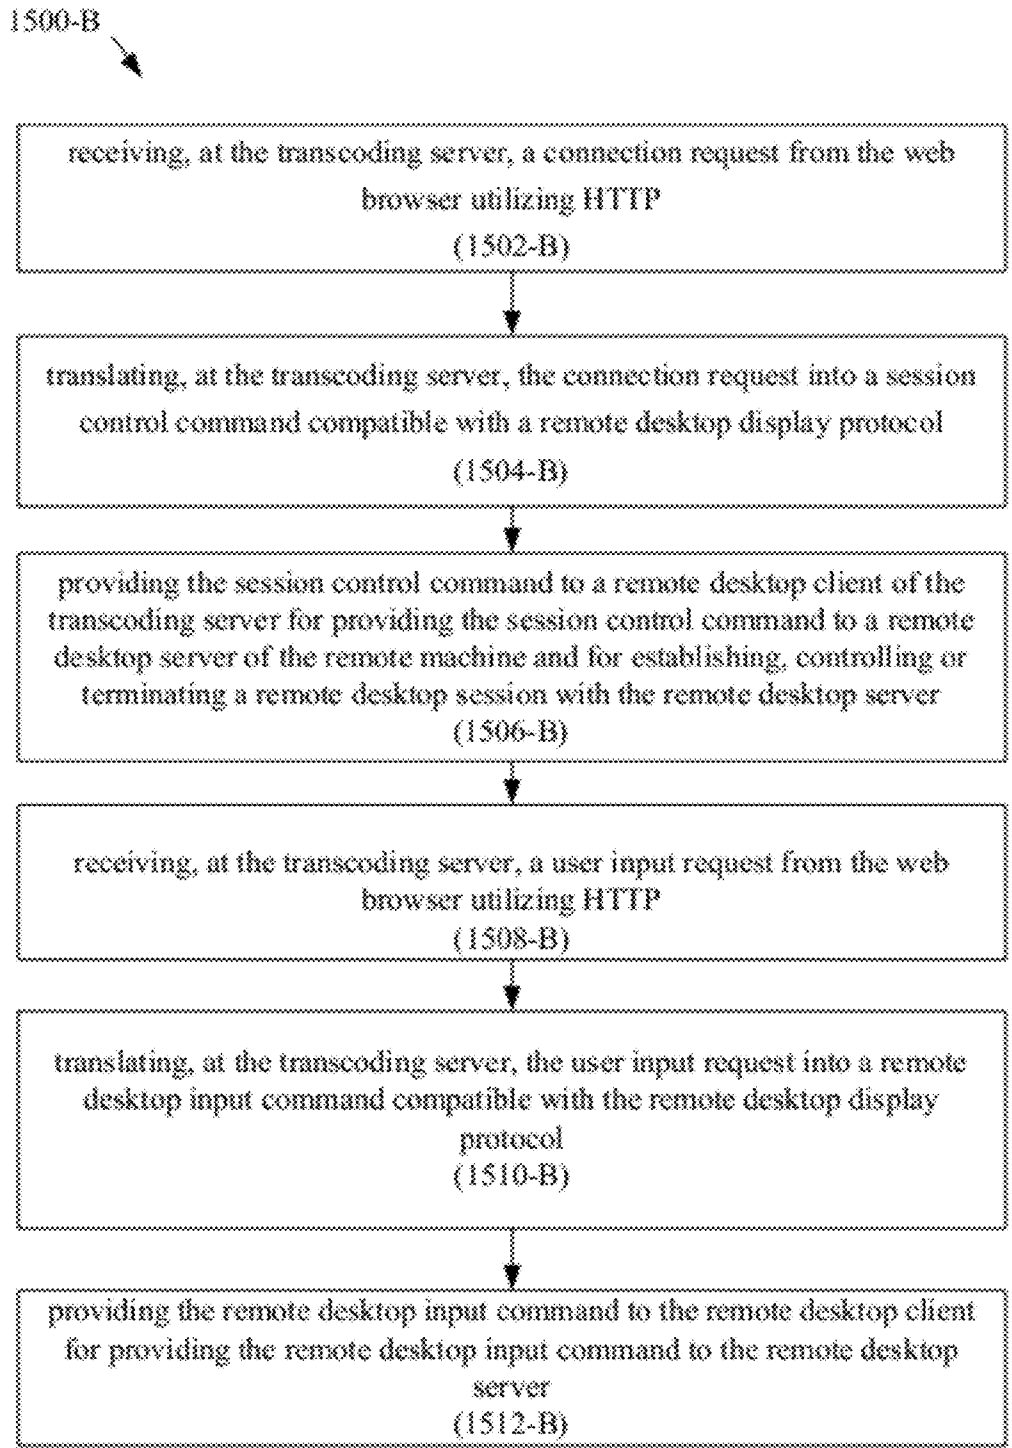 1500-B
receiving, at the transcoding server, a connection request from the web
browser utilizing HTTP
(1502-B)
translating, at the transcoding server, the connection request into a session
control command compatible with a remote desktop display protocol
(1504-B)
providing the session control command to a remote desktop client of the
transcoding server for providing the session control command to a remote
desktop server of the remote machine and for establishing, controlling or
terminating a remote desktop session with the remote desktop server
(1506-B)
receiving, at the transcoding server, a user input request from the web
browser utilizing HTTP
(1508-B)
translating, at the transcoding server, the user input request into a remote
desktop input command compatible with the remote desktop display
protocol
(1510-B)
providing the remote desktop input command to the remote desktop client
for providing the remote desktop input command to the remote desktop
server
(1512-B)